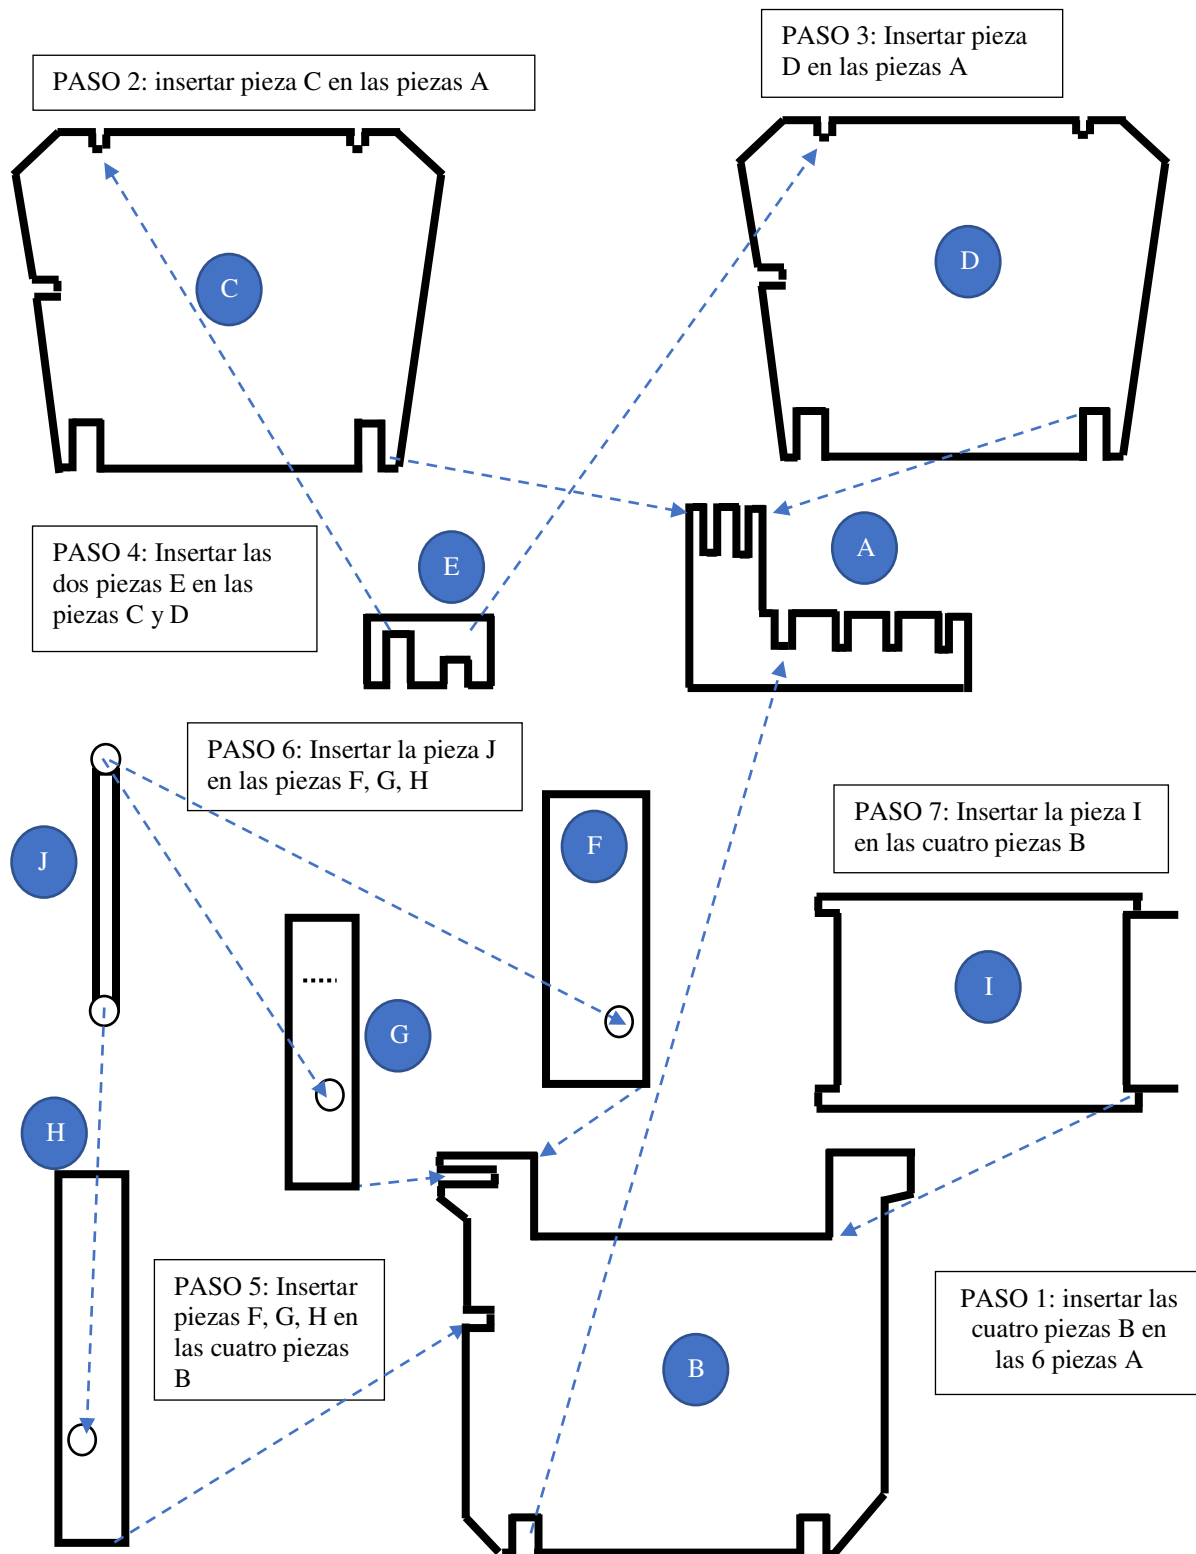 PASO 3: Insertar pieza
D en las piezas A
PASO 2: insertar pieza C en las piezas A
C
D
PASO 4: Insertar las
dos piezas E en las
piezas C y D
E
A
PASO 6: Insertar la pieza J
en las piezas F, G, H
J
F
PASO 7: Insertar la pieza I
en las cuatro piezas B
G
I
H
PASO 5: Insertar
piezas F, G, H en
las cuatro piezas
B
B
PASO 1: insertar las
cuatro piezas B en
las 6 piezas A